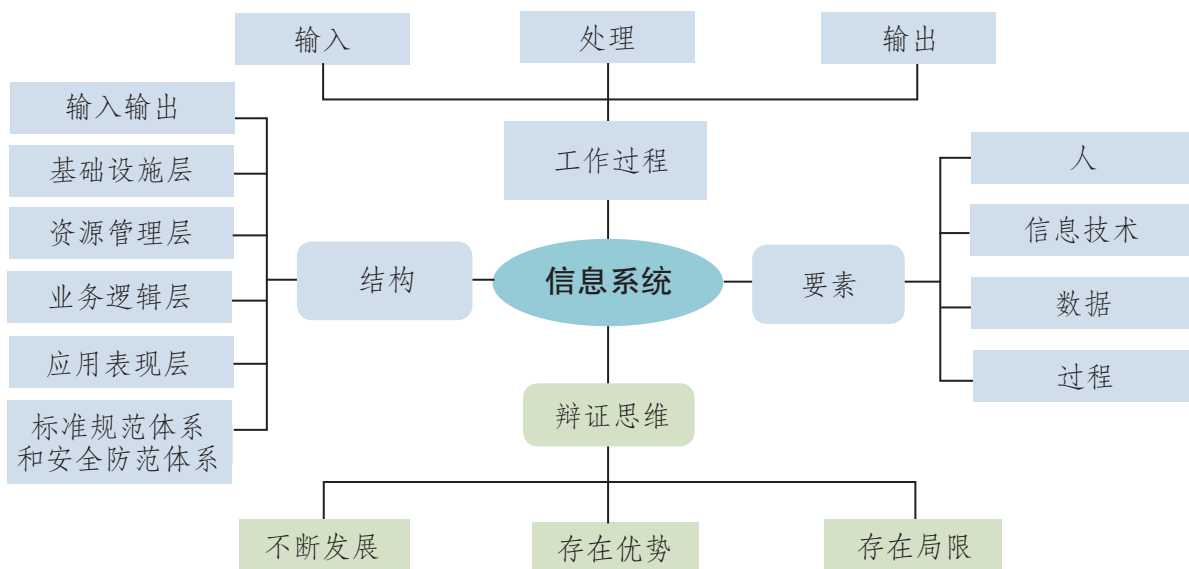 输入
处理
输出
工作过程
输入输出
基础设施层
资源管理层
业务逻辑层
应用表现层
标准规范体系
和安全防范体系
结构
信息系统
要素
人
信息技术
数据
过程
辩证思维
不断发展
存在优势
存在局限